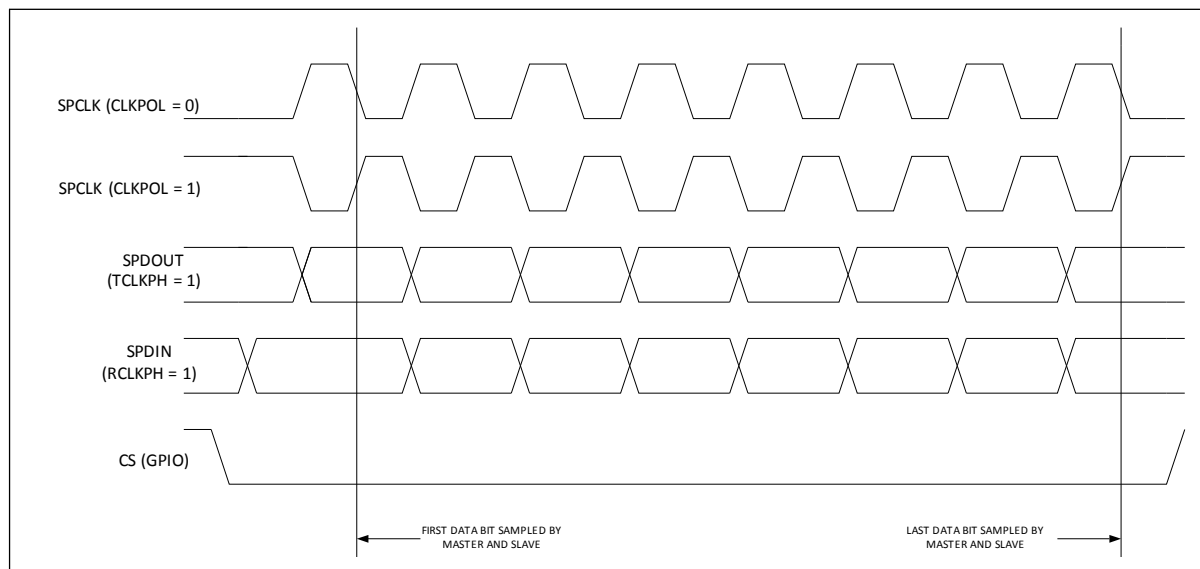 SPCLK (CLKPOL = 0)
SPCLK (CLKPOL = 1)
SPDOUT
(TCLKPH = 1)
SPDIN
(RCLKPH = 1)
CS (GPIO)
FIRST DATA BIT SAMPLED BY
MASTER AND SLAVE
LAST DATA BIT SAMPLED BY
MASTER AND SLAVE